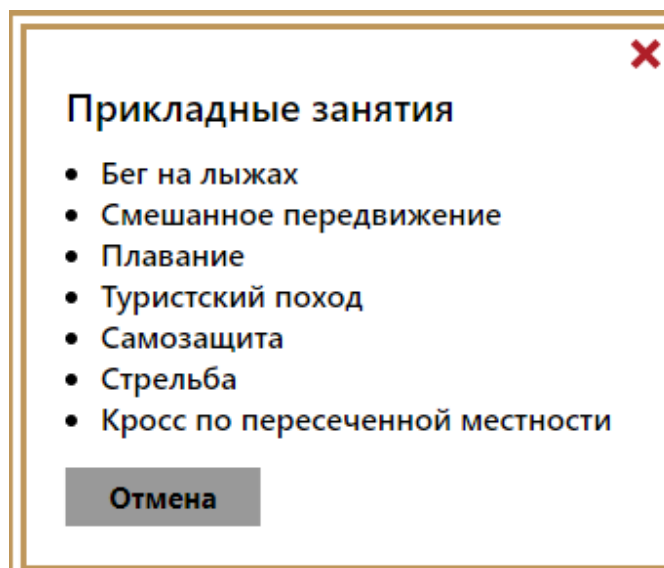 Прикладные занятия
Бег на лыжах
Смешанное передвижение
Плавание
Туристский поход
Самозащита
Стрельба
Кросс по пересеченной местности
Отмена